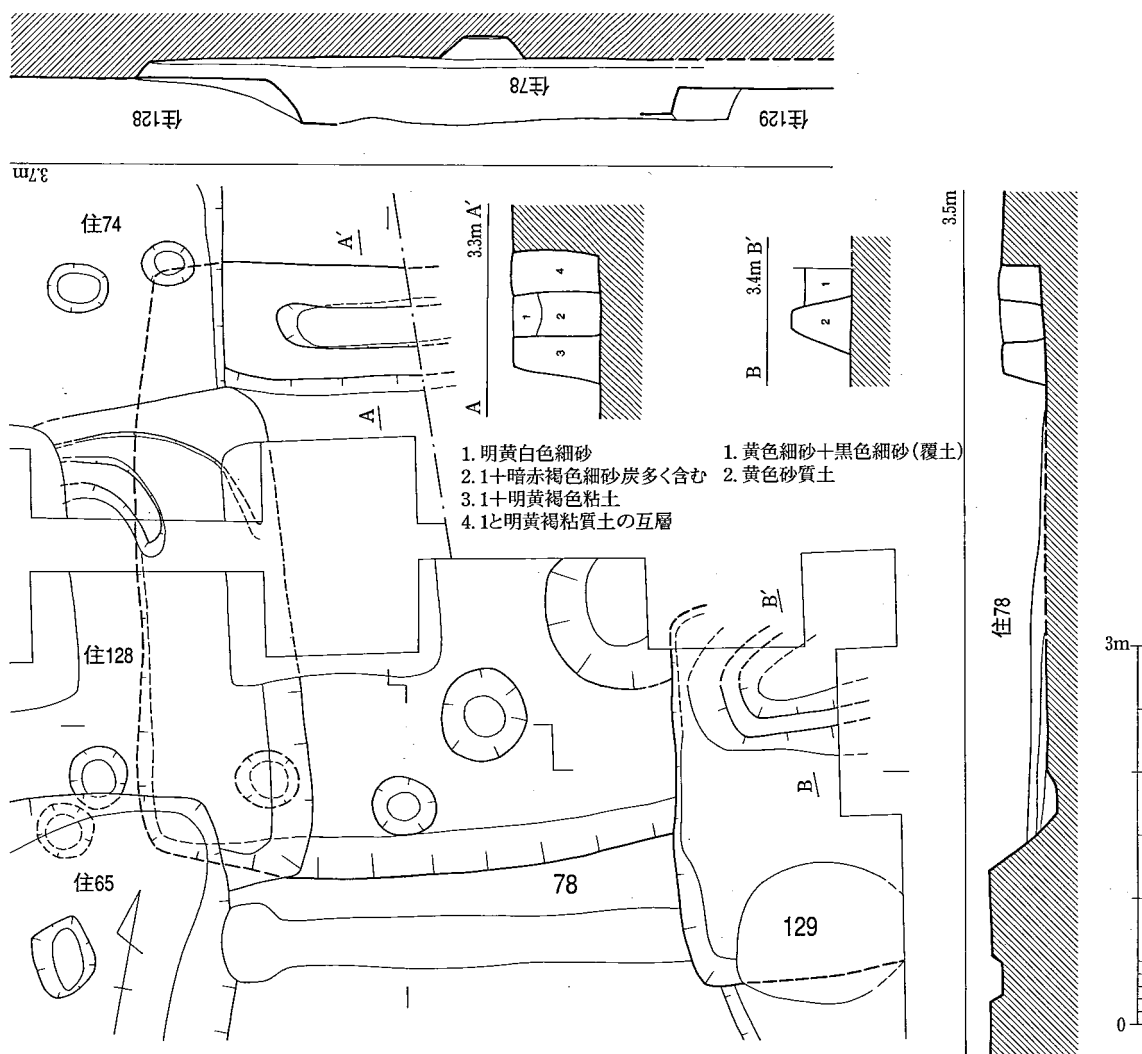 住78
住128
住129
3.7m
住74
A′
A
3.3m A′
A
4
1
2
3
3.4m B′
B
1
2
3.5m
1. 明黄白色細砂
2. 1+暗赤褐色細砂炭多く含む
3. 1+明黄褐色粘土
4. 1と明黄褐粘質土の互層
1. 黄色細砂+黒色細砂(覆土)
2. 黄色砂質土
B′
B
住78
住128
住65
78
129
3m
0